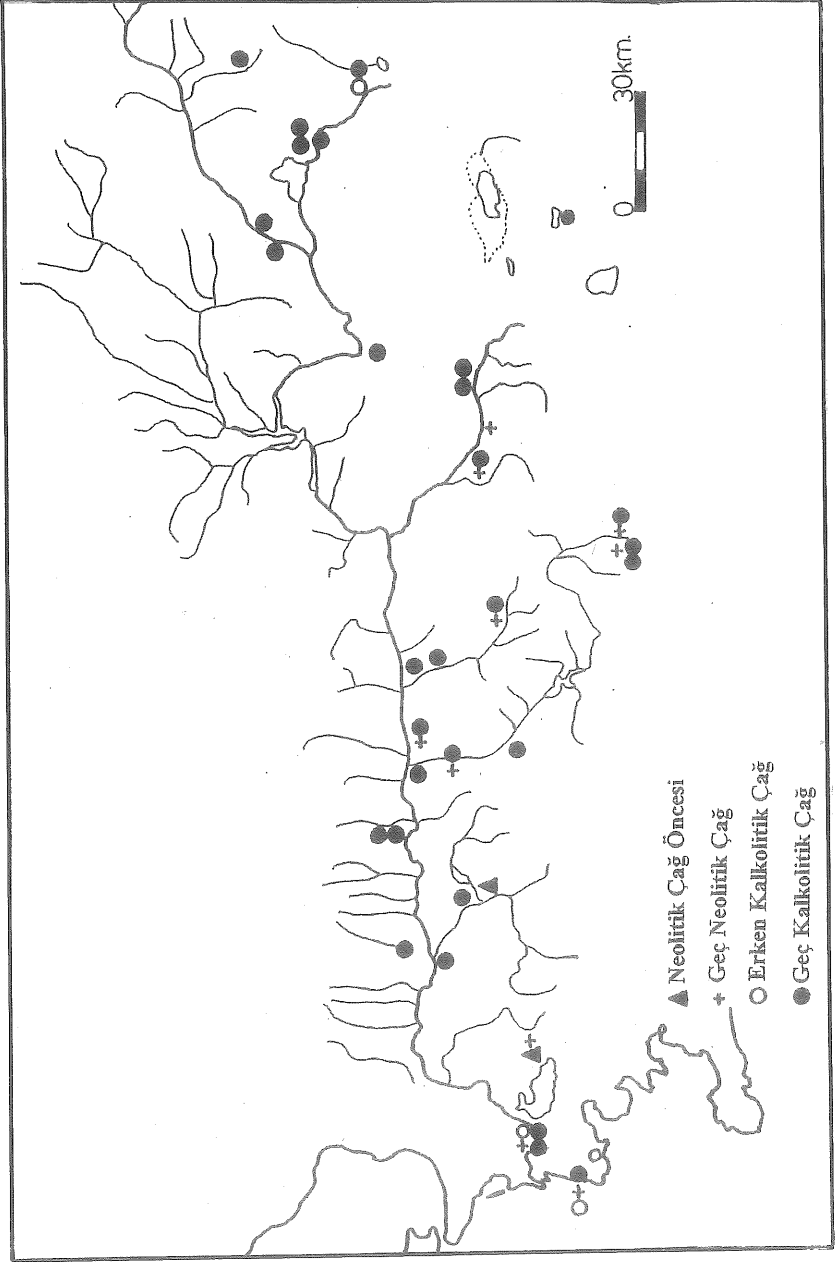 ▲ Neolitik Çağ Öncesi
+ Geç Neolitik Çağ
○ Erken Kalkolitik Çağ
● Geç Kalkolitik Çağ
0 30km.